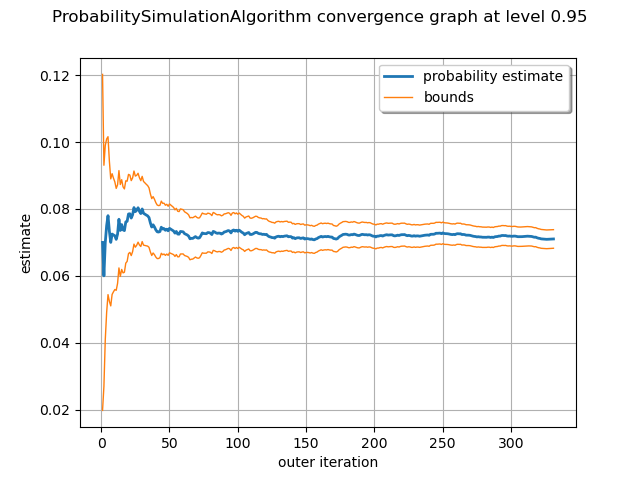 ProbabilitySimulationAlgorithm convergence graph at level 0.95
probability estimate
bounds
0.12
0.10
0.08
0.06
0.04
0.02
estimate
0
50
100
150
200
250
300
outer iteration